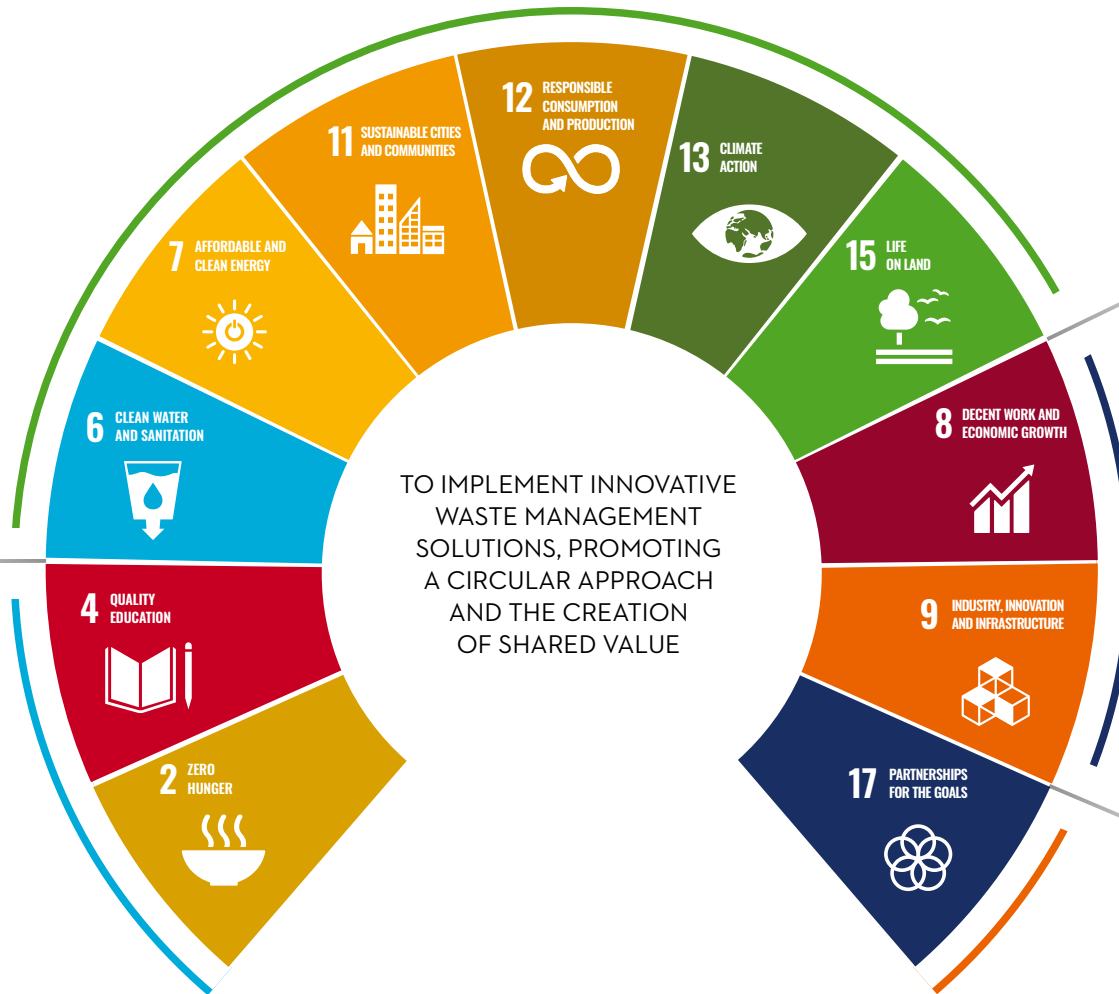 12 RESPONSIBLE
CONSUMPTION
AND PRODUCTION
11 SUSTAINABLE CITIES
AND COMMUNITIES
13 CLIMATE
ACTION
7 AFFORDABLE AND
CLEAN ENERGY
15 LIFE
ON LAND
6 CLEAN WATER
AND SANITATION
8 DECENT WORK AND
ECONOMIC GROWTH
TO IMPLEMENT INNOVATIVE
WASTE MANAGEMENT
SOLUTIONS, PROMOTING
A CIRCULAR APPROACH
AND THE CREATION
OF SHARED VALUE
4 QUALITY
EDUCATION
9 INDUSTRY, INNOVATION
AND INFRASTRUCTURE
2 ZERO
HUNGER
17 PARTNERSHIPS
FOR THE GOALS